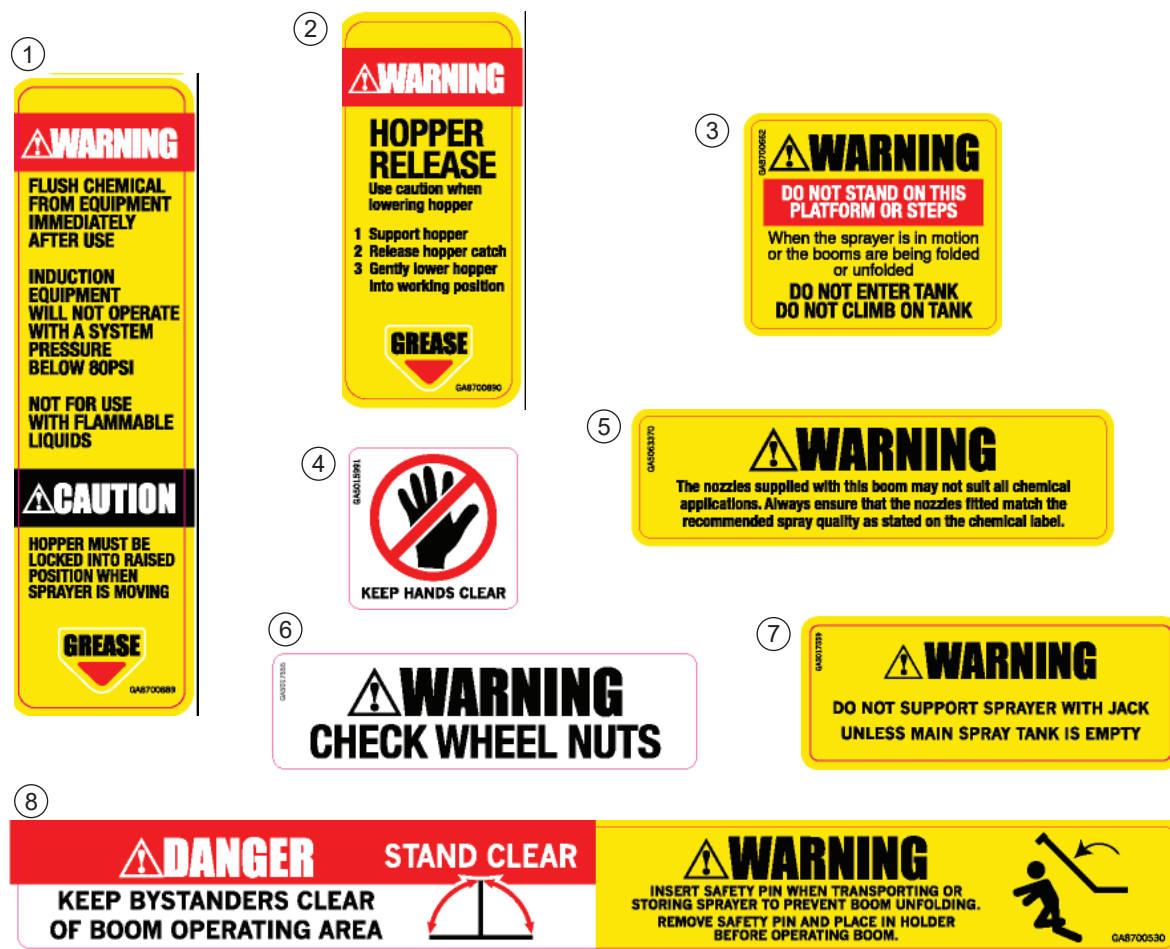 1
WARNING
FLUSH CHEMICAL
FROM EQUIPMENT
IMMEDIATELY
AFTER USE
INDUCTION
EQUIPMENT
WILL NOT OPERATE
WITH A SYSTEM
PRESSURE
BELOW 80PSI
NOT FOR USE
WITH FLAMMABLE
LIQUIDS
CAUTION
HOPPER MUST BE
LOCKED INTO RAISED
POSITION WHEN
SPRAYER IS MOVING
GREASE
GA8700889
2
WARNING
HOPPER
RELEASE
Use caution when
lowering hopper
1 Support hopper
2 Release hopper catch
3 Gently lower hopper
into working position
GREASE
GA8700890
3
GA8700662
WARNING
DO NOT STAND ON THIS
PLATFORM OR STEPS
When the sprayer is in motion
or the booms are being folded
or unfolded
DO NOT ENTER TANK
DO NOT CLIMB ON TANK
4
GA5015991
KEEP HANDS CLEAR
5
GA5063370
WARNING
The nozzles supplied with this boom may not suit all chemical
applications. Always ensure that the nozzles fitted match the
recommended spray quality as stated on the chemical label.
6
WARNING
CHECK WHEEL NUTS
7
WARNING
DO NOT SUPPORT SPRAYER WITH JACK
UNLESS MAIN SPRAY TANK IS EMPTY
8
DANGER
STAND CLEAR
KEEP BYSTANDERS CLEAR
OF BOOM OPERATING AREA
WARNING
INSERT SAFETY PIN WHEN TRANSPORTING OR
STORING SPRAYER TO PREVENT BOOM UNFOLDING.
REMOVE SAFETY PIN AND PLACE IN HOLDER
BEFORE OPERATING BOOM.
GA8700530